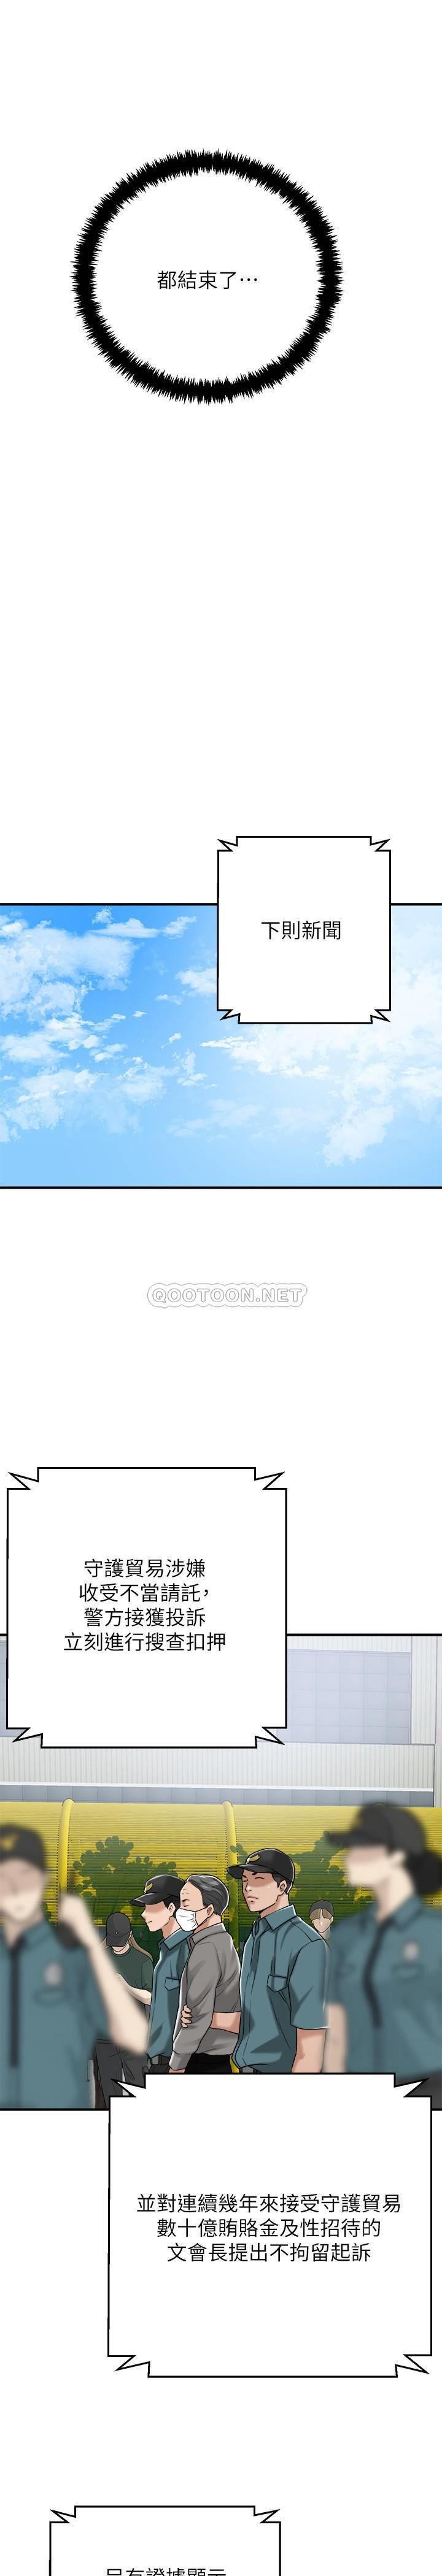 都結束了…
下則新聞
QOOTOON.NET
守護貿易涉嫌
收受不當請託,
警方接獲投訴
立刻進行搜查扣押
並對連續幾年來接受守護貿易
數十億賄賂金及性招待的
文會長提出不拘留起訴